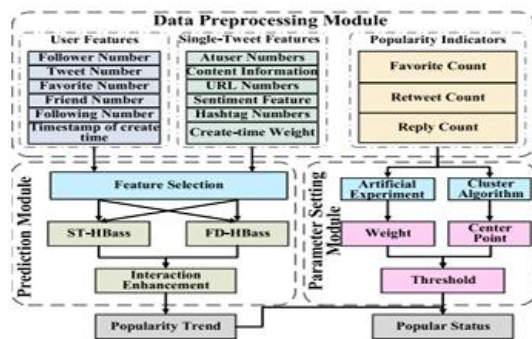 Data Preprocessing Module
User Features
Follower Number
Tweet Number
Favorite Number
Friend Number
Following Number
Timestamp of create
time
Single-Tweet Features
Atuser Numbers
Content Information
URL Numbers
Sentiment Feature
Hashtag Numbers
Create-time Weight
Popularity Indicators
Favorite Count
Retweet Count
Reply Count
Prediction Module
Feature Selection
ST-HBass
FD-HBass
Interaction
Enhancement
Popularity Trend
Parameter Setting
Module
Artificial
Experiment
Cluster
Algorithm
Weight
Center
Point
Threshold
Popular Status